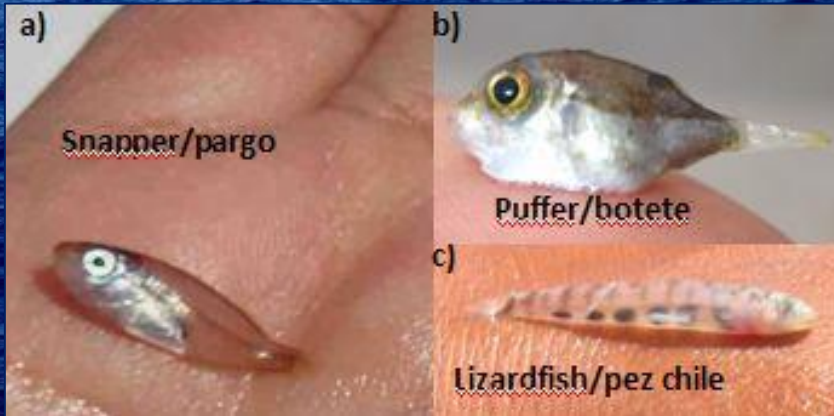 a)
Snapper/pargo
b)
Puffer/botete
c)
Lizardfish/pez chile